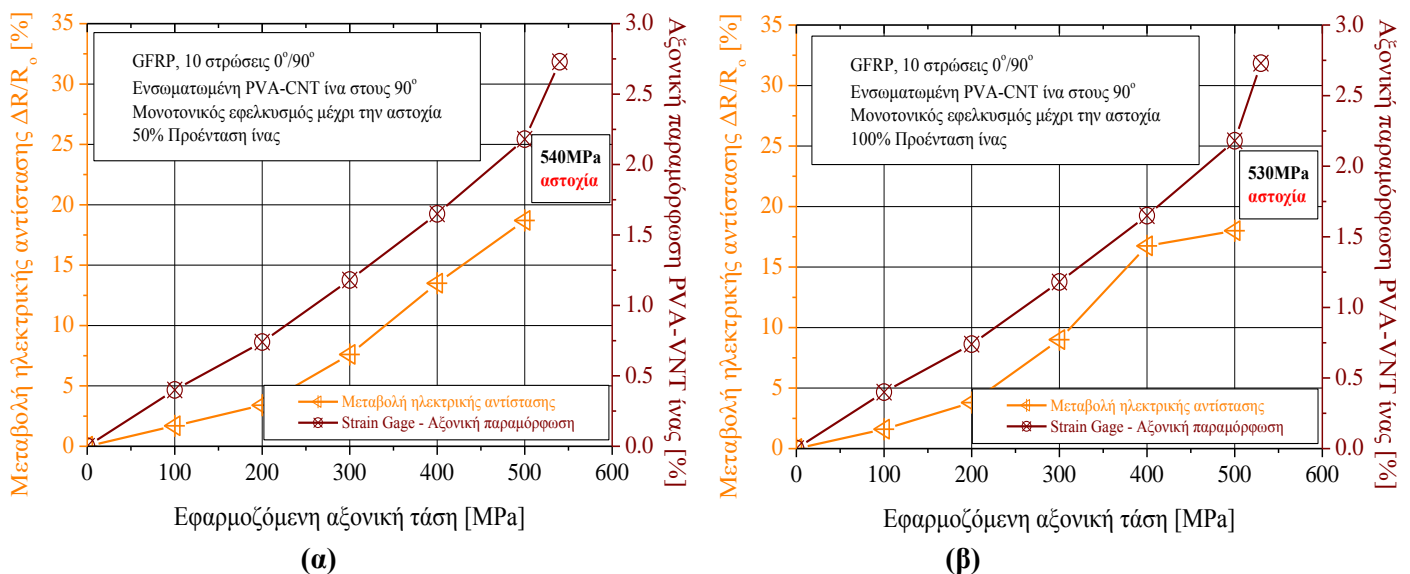 Μεταβολή ηλεκτρικής αντίστασης ΔR/Rₒ [%]
35
30
25
20
15
10
5
0
GFRP, 10 στρώσεις 0°/90°
Ενσωματωμένη PVA-CNT ίνα στους 90°
Μονοτονικός εφελκυσμός μέχρι την αστοχία
50% Προένταση ίνας
540MPa
αστοχία
Μεταβολή ηλεκτρικής αντίστασης
Strain Gage - Αξονική παραμόρφωση
3.0
2.5
2.0
1.5
1.0
0.5
0.0
Αξονική παραμόρφωση PVA-VNT ίνας [%]
0 100 200 300 400 500 600
Εφαρμοζόμενη αξονική τάση [MPa]
(α)
Μεταβολή ηλεκτρικής αντίστασης ΔR/Rₒ [%]
35
30
25
20
15
10
5
0
GFRP, 10 στρώσεις 0°/90°
Ενσωματωμένη PVA-CNT ίνα στους 90°
Μονοτονικός εφελκυσμός μέχρι την αστοχία
100% Προένταση ίνας
530MPa
αστοχία
Μεταβολή ηλεκτρικής αντίστασης
Strain Gage - Αξονική παραμόρφωση
3.0
2.5
2.0
1.5
1.0
0.5
0.0
Αξονική παραμόρφωση PVA-VNT ίνας [%]
0 100 200 300 400 500 600
Εφαρμοζόμενη αξονική τάση [MPa]
(β)